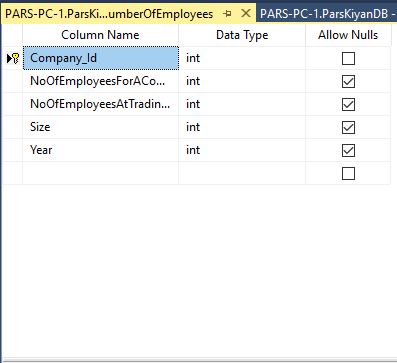 PARS-PC-1.ParsKi...umberOfEmployees PARS-PC-1.ParsKiyanDB -
Column Name Data Type Allow Nulls
Company_Id int
NoOfEmployeesForACo... int
NoOfEmployeesAtTradin... int
Size int
Year int